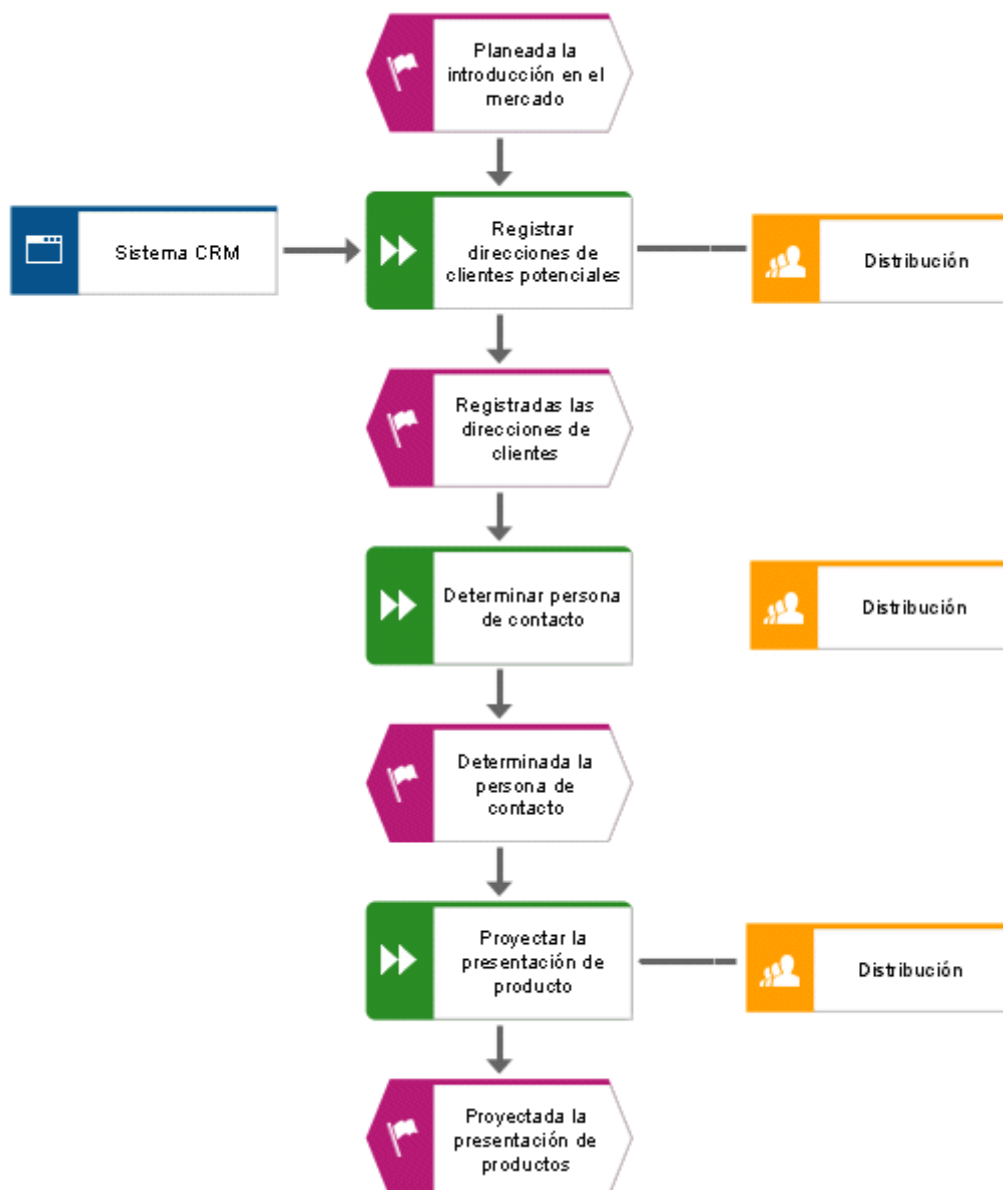 Planeada la
introducción en el
mercado
Sistema CRM
Registrar
direcciones de
clientes potenciales
Distribución
Registradas las
direcciones de
clientes
Determinar persona
de contacto
Distribución
Determinada la
persona de
contacto
Proyectar la
presentación de
producto
Distribución
Proyectada la
presentación de
productos